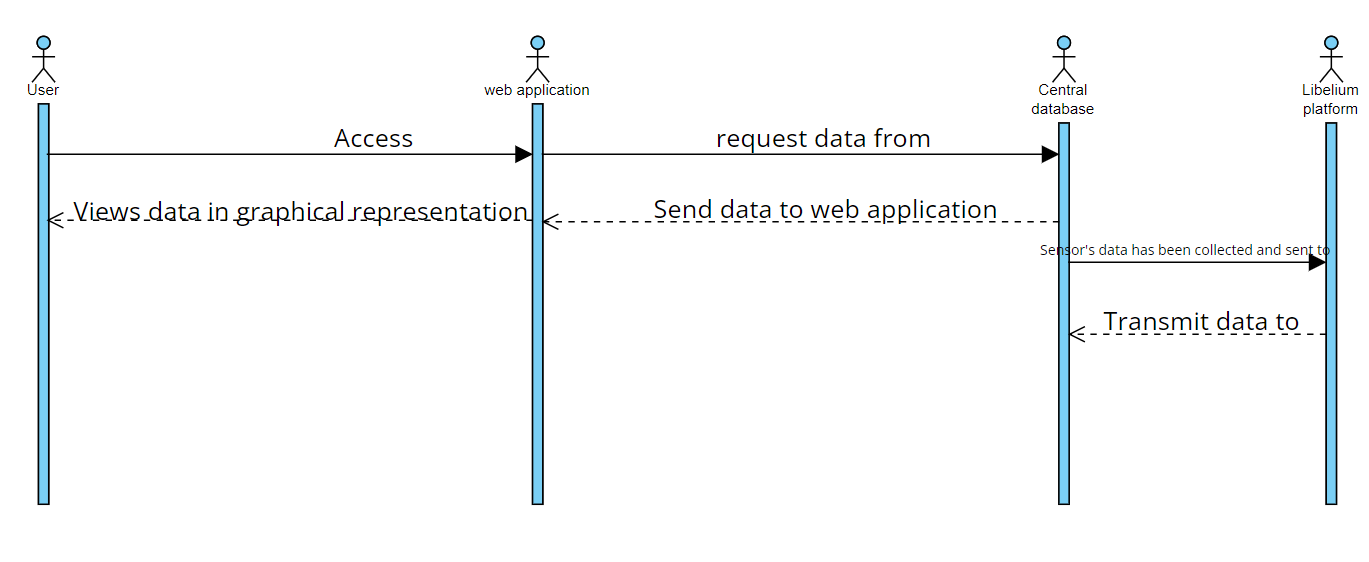 User
web application
Central
database
Libelium
platform
Access
request data from
Views data in graphical representation
Send data to web application
Sensor's data has been collected and sent to
Transmit data to